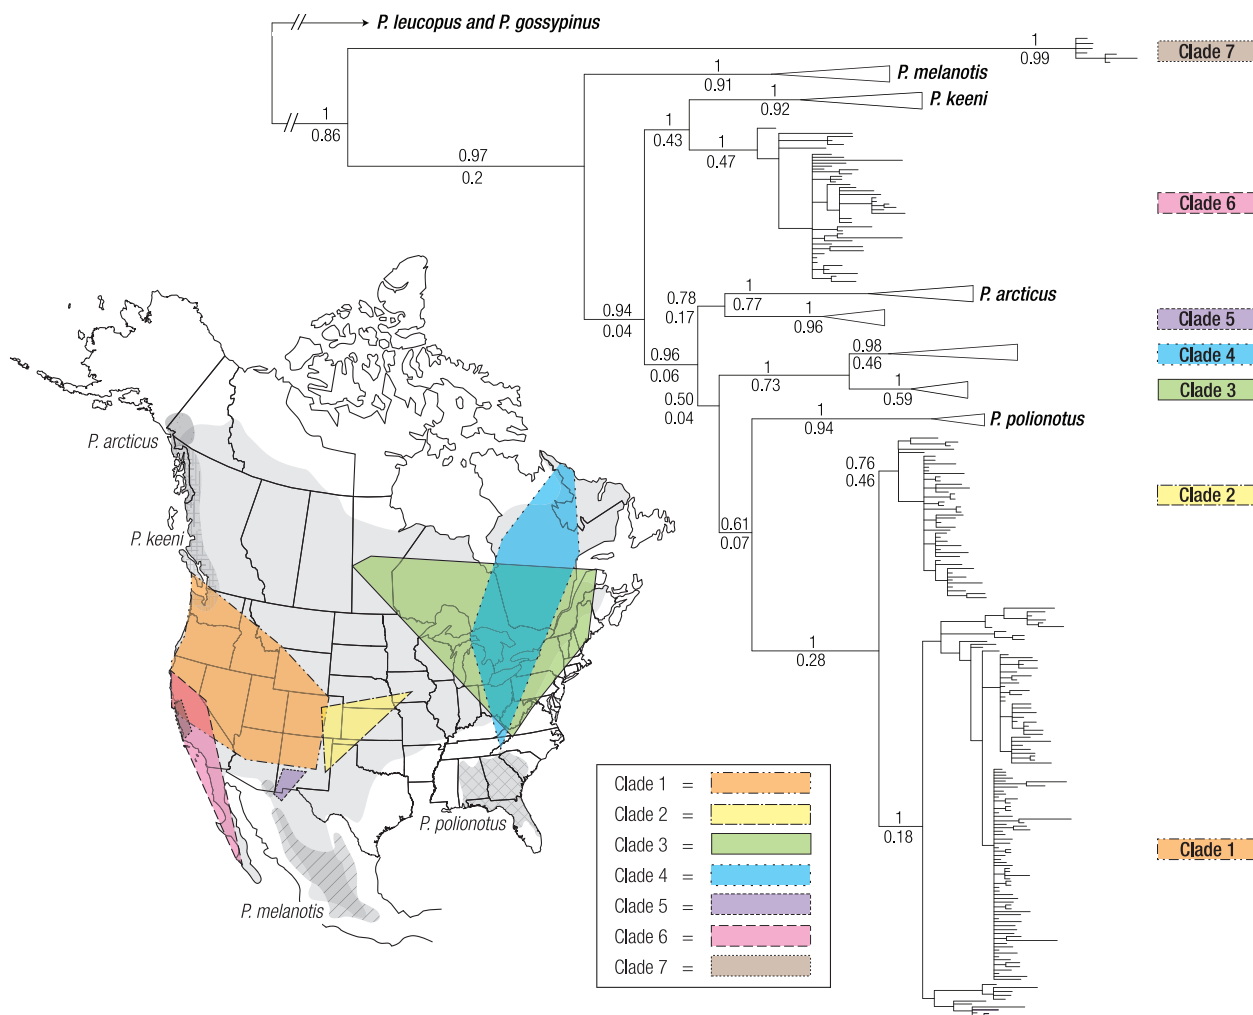 P. leucopus and P. gossypinus
1
0.99
Clade 7
1
0.91
P. melanotis
1
0.92
P. keeni
1
0.86
1
0.43
1
0.47
0.97
0.2
Clade 6
0.94
0.04
0.78
0.17
1
0.77
P. arcticus
1
0.96
Clade 5
0.98
0.46
Clade 4
0.96
0.06
1
0.73
1
0.59
Clade 3
0.50
0.04
1
0.94
P. polionotus
0.76
0.46
Clade 2
0.61
0.07
1
0.28
1
0.18
Clade 1
P. arcticus
P. keeni
P. polionotus
P. melanotis
Clade 1 =
Clade 2 =
Clade 3 =
Clade 4 =
Clade 5 =
Clade 6 =
Clade 7 =